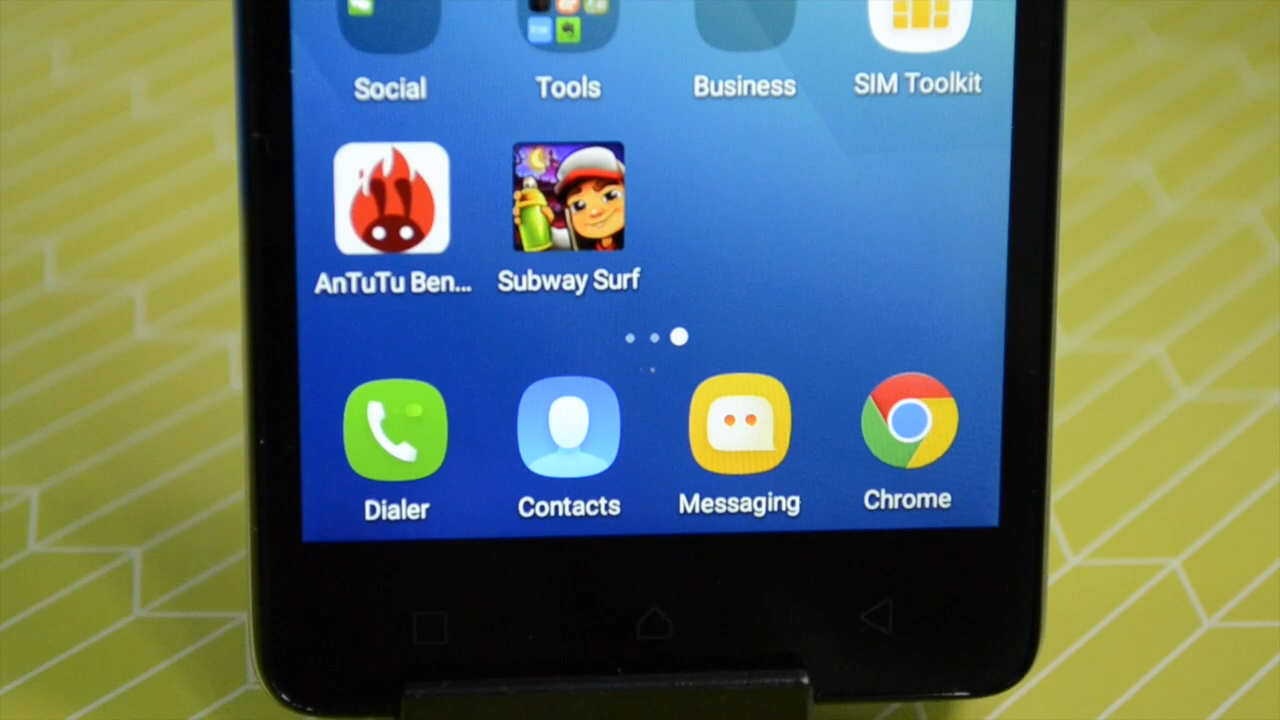 Social
Tools
Business
SIM Toolkit
AnTuTu Ben...
Subway Surf
Dialer
Contacts
Messaging
Chrome